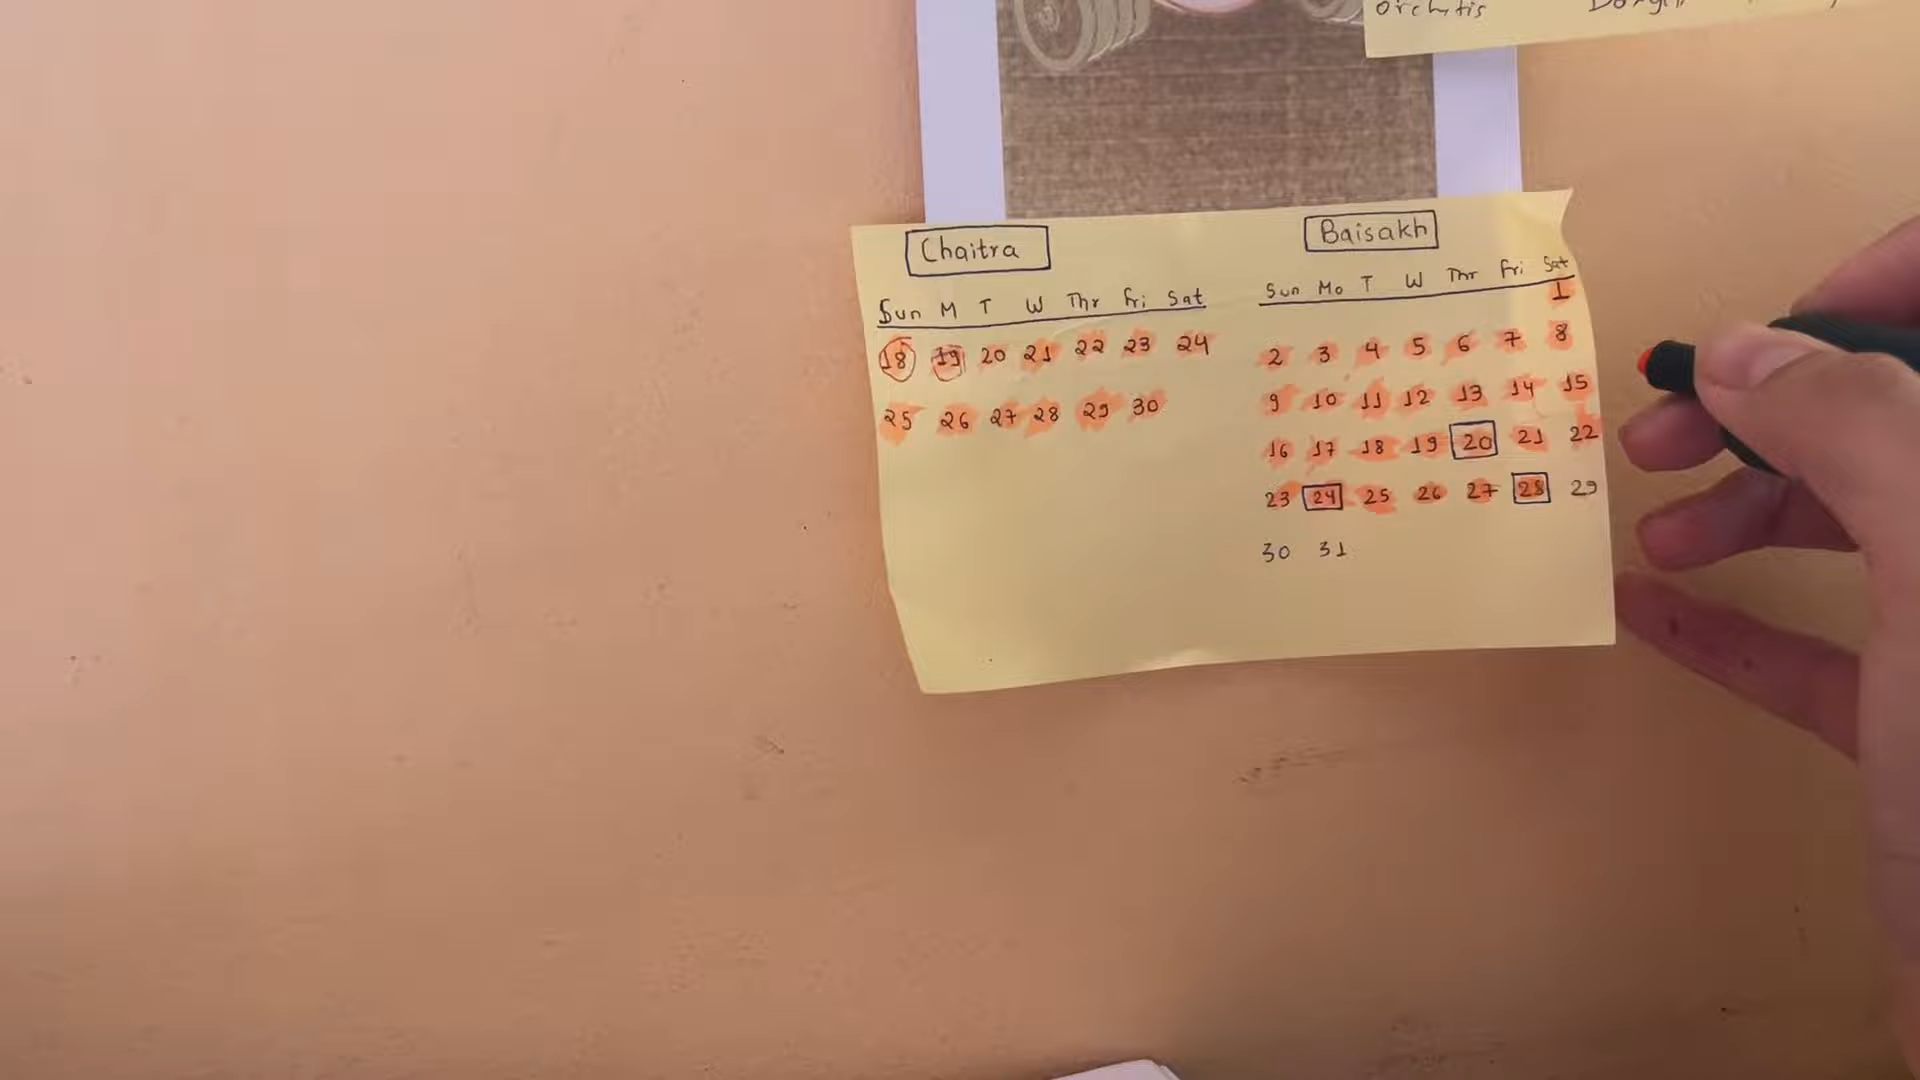 orchitis
Chaitra
Sun M T W Thr Fri Sat
18 19 20 21 22 23 24
25 26 27 28 29 30
Baisakh
Sun Mo T W Thr Fri Sat
1
2 3 4 5 6 7 8
9 10 11 12 13 14 15
16 17 18 19 20 21 22
23 24 25 26 27 28 29
30 31